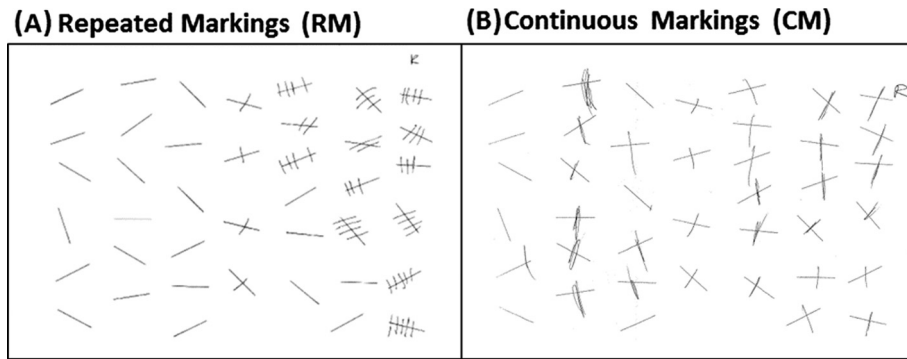 (A) Repeated Markings (RM)
(B) Continuous Markings (CM)
R
R